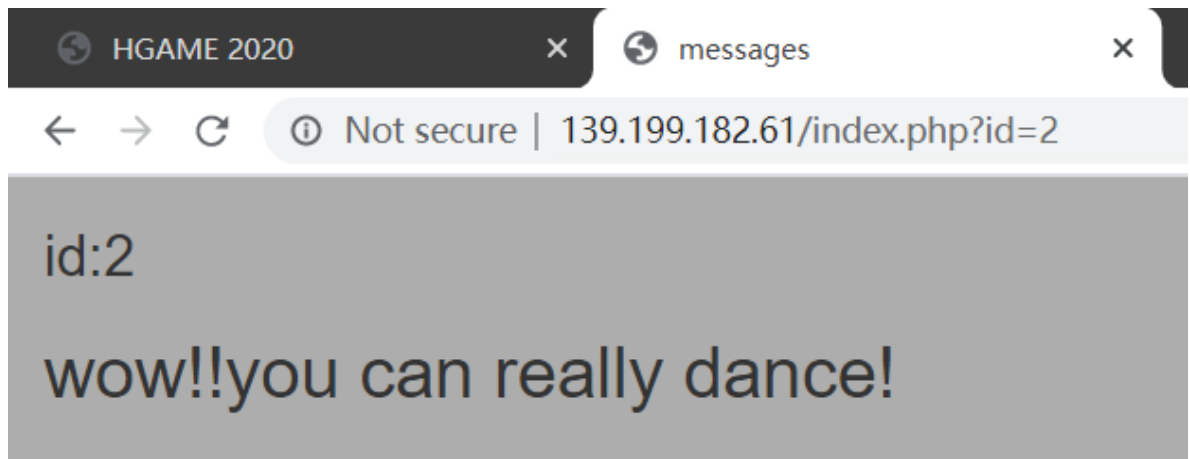 HGAME 2020 × messages ×
Not secure | 139.199.182.61/index.php?id=2
id:2
wow!!you can really dance!